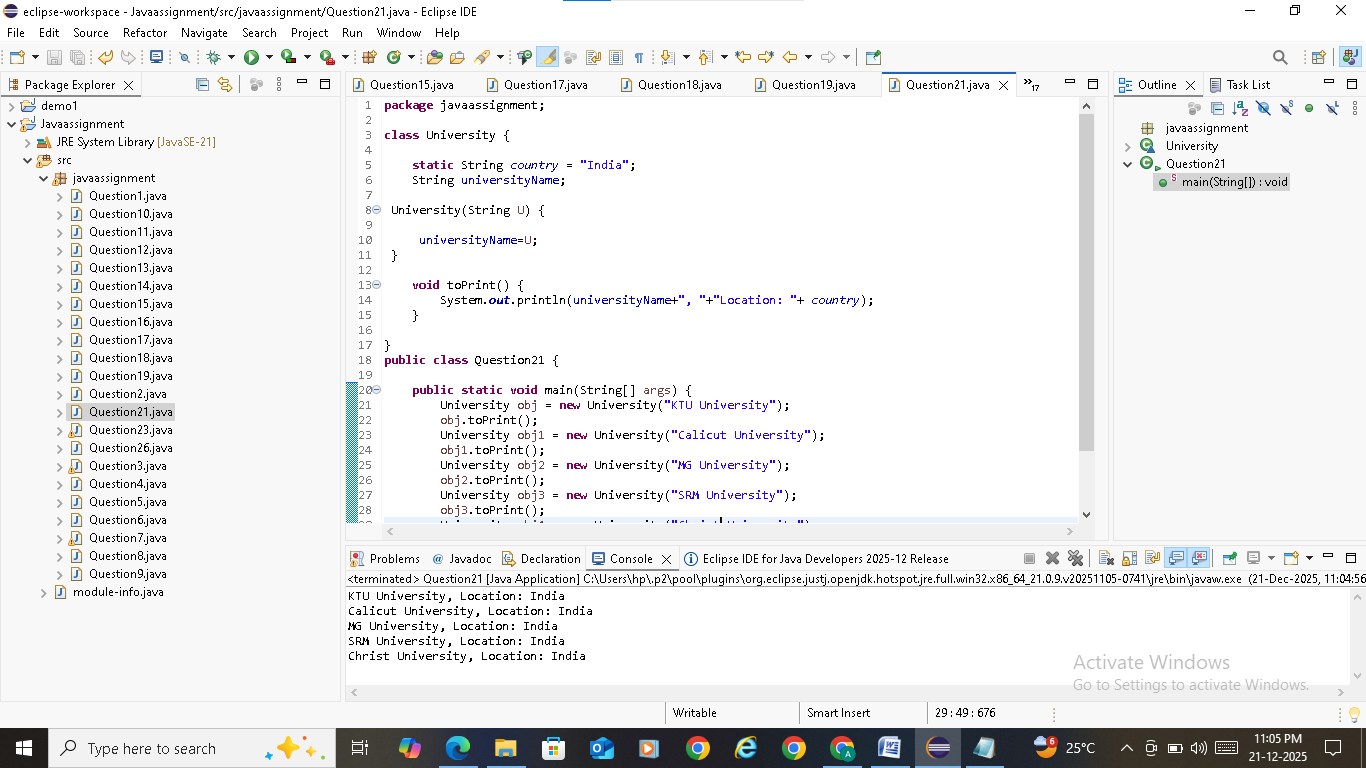 eclipse-workspace - Javaassignment/src/javaassignment/Question21.java - Eclipse IDE
File Edit Source Refactor Navigate Search Project Run Window Help
Package Explorer
demo1
Javaassignment
JRE System Library [JavaSE-21]
src
javaassignment
Question1.java
Question10.java
Question11.java
Question12.java
Question13.java
Question14.java
Question15.java
Question16.java
Question17.java
Question18.java
Question19.java
Question2.java
Question21.java
Question23.java
Question26.java
Question3.java
Question4.java
Question5.java
Question6.java
Question7.java
Question8.java
Question9.java
module-info.java
Question15.java Question17.java Question18.java Question19.java Question21.java 17
1 package javaassignment;
2
3 class University {
4
5 static String country = "India";
6 String universityName;
7
8 University(String U) {
9
10 universityName=U;
11 }
12
13 void toPrint() {
14 System.out.println(universityName+", "+"Location: "+ country);
15 }
16
17 }
18 public class Question21 {
19
20 public static void main(String[] args) {
21 University obj = new University("KTU University");
22 obj.toPrint();
23 University obj1 = new University("Calicut University");
24 obj1.toPrint();
25 University obj2 = new University("MG University");
26 obj2.toPrint();
27 University obj3 = new University("SRM University");
28 obj3.toPrint();
Outline Task List
javaassignment
University
Question21
main(String[]) : void
Problems Javadoc Declaration Console Eclipse IDE for Java Developers 2025-12 Release
<terminated> Question21 [Java Application] C:\Users\hp\.p2\pool\plugins\org.eclipse.justj.openjdk.hotspot.jre.full.win32.x86_64_21.0.9.v20251105-0741\jre\bin\javaw.exe (21-Dec-2025, 11:04:56
KTU University, Location: India
Calicut University, Location: India
MG University, Location: India
SRM University, Location: India
Christ University, Location: India
Activate Windows
Go to Settings to activate Windows.
Writable Smart Insert 29 : 49 : 676
Type here to search
6
25°C
11:05 PM
21-12-2025